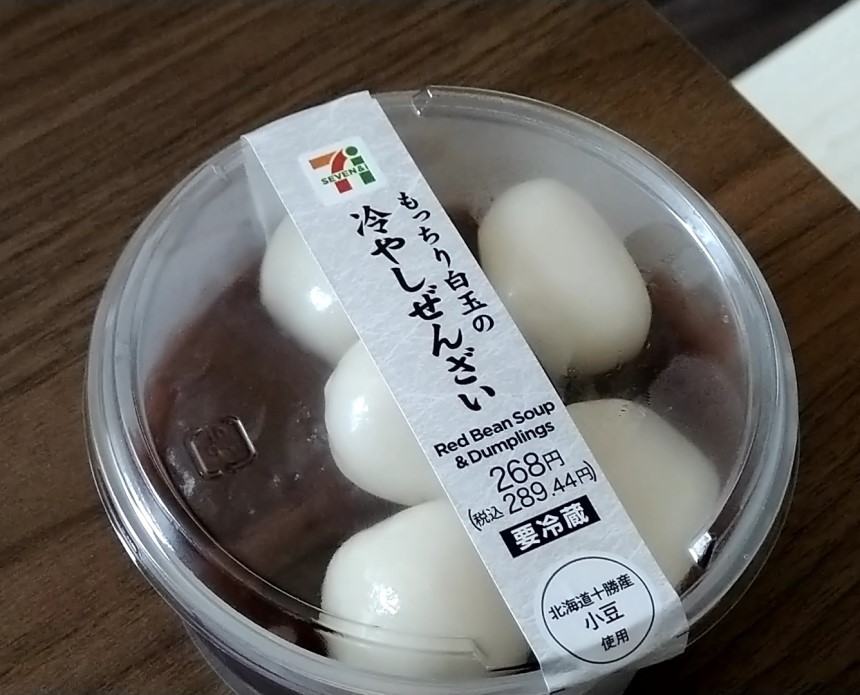 SEVEN&i
もっちり白玉の
冷やしぜんざい
Red Bean Soup
& Dumplings
268円
(税込 289.44円)
要冷蔵
北海道十勝産
小豆
使用